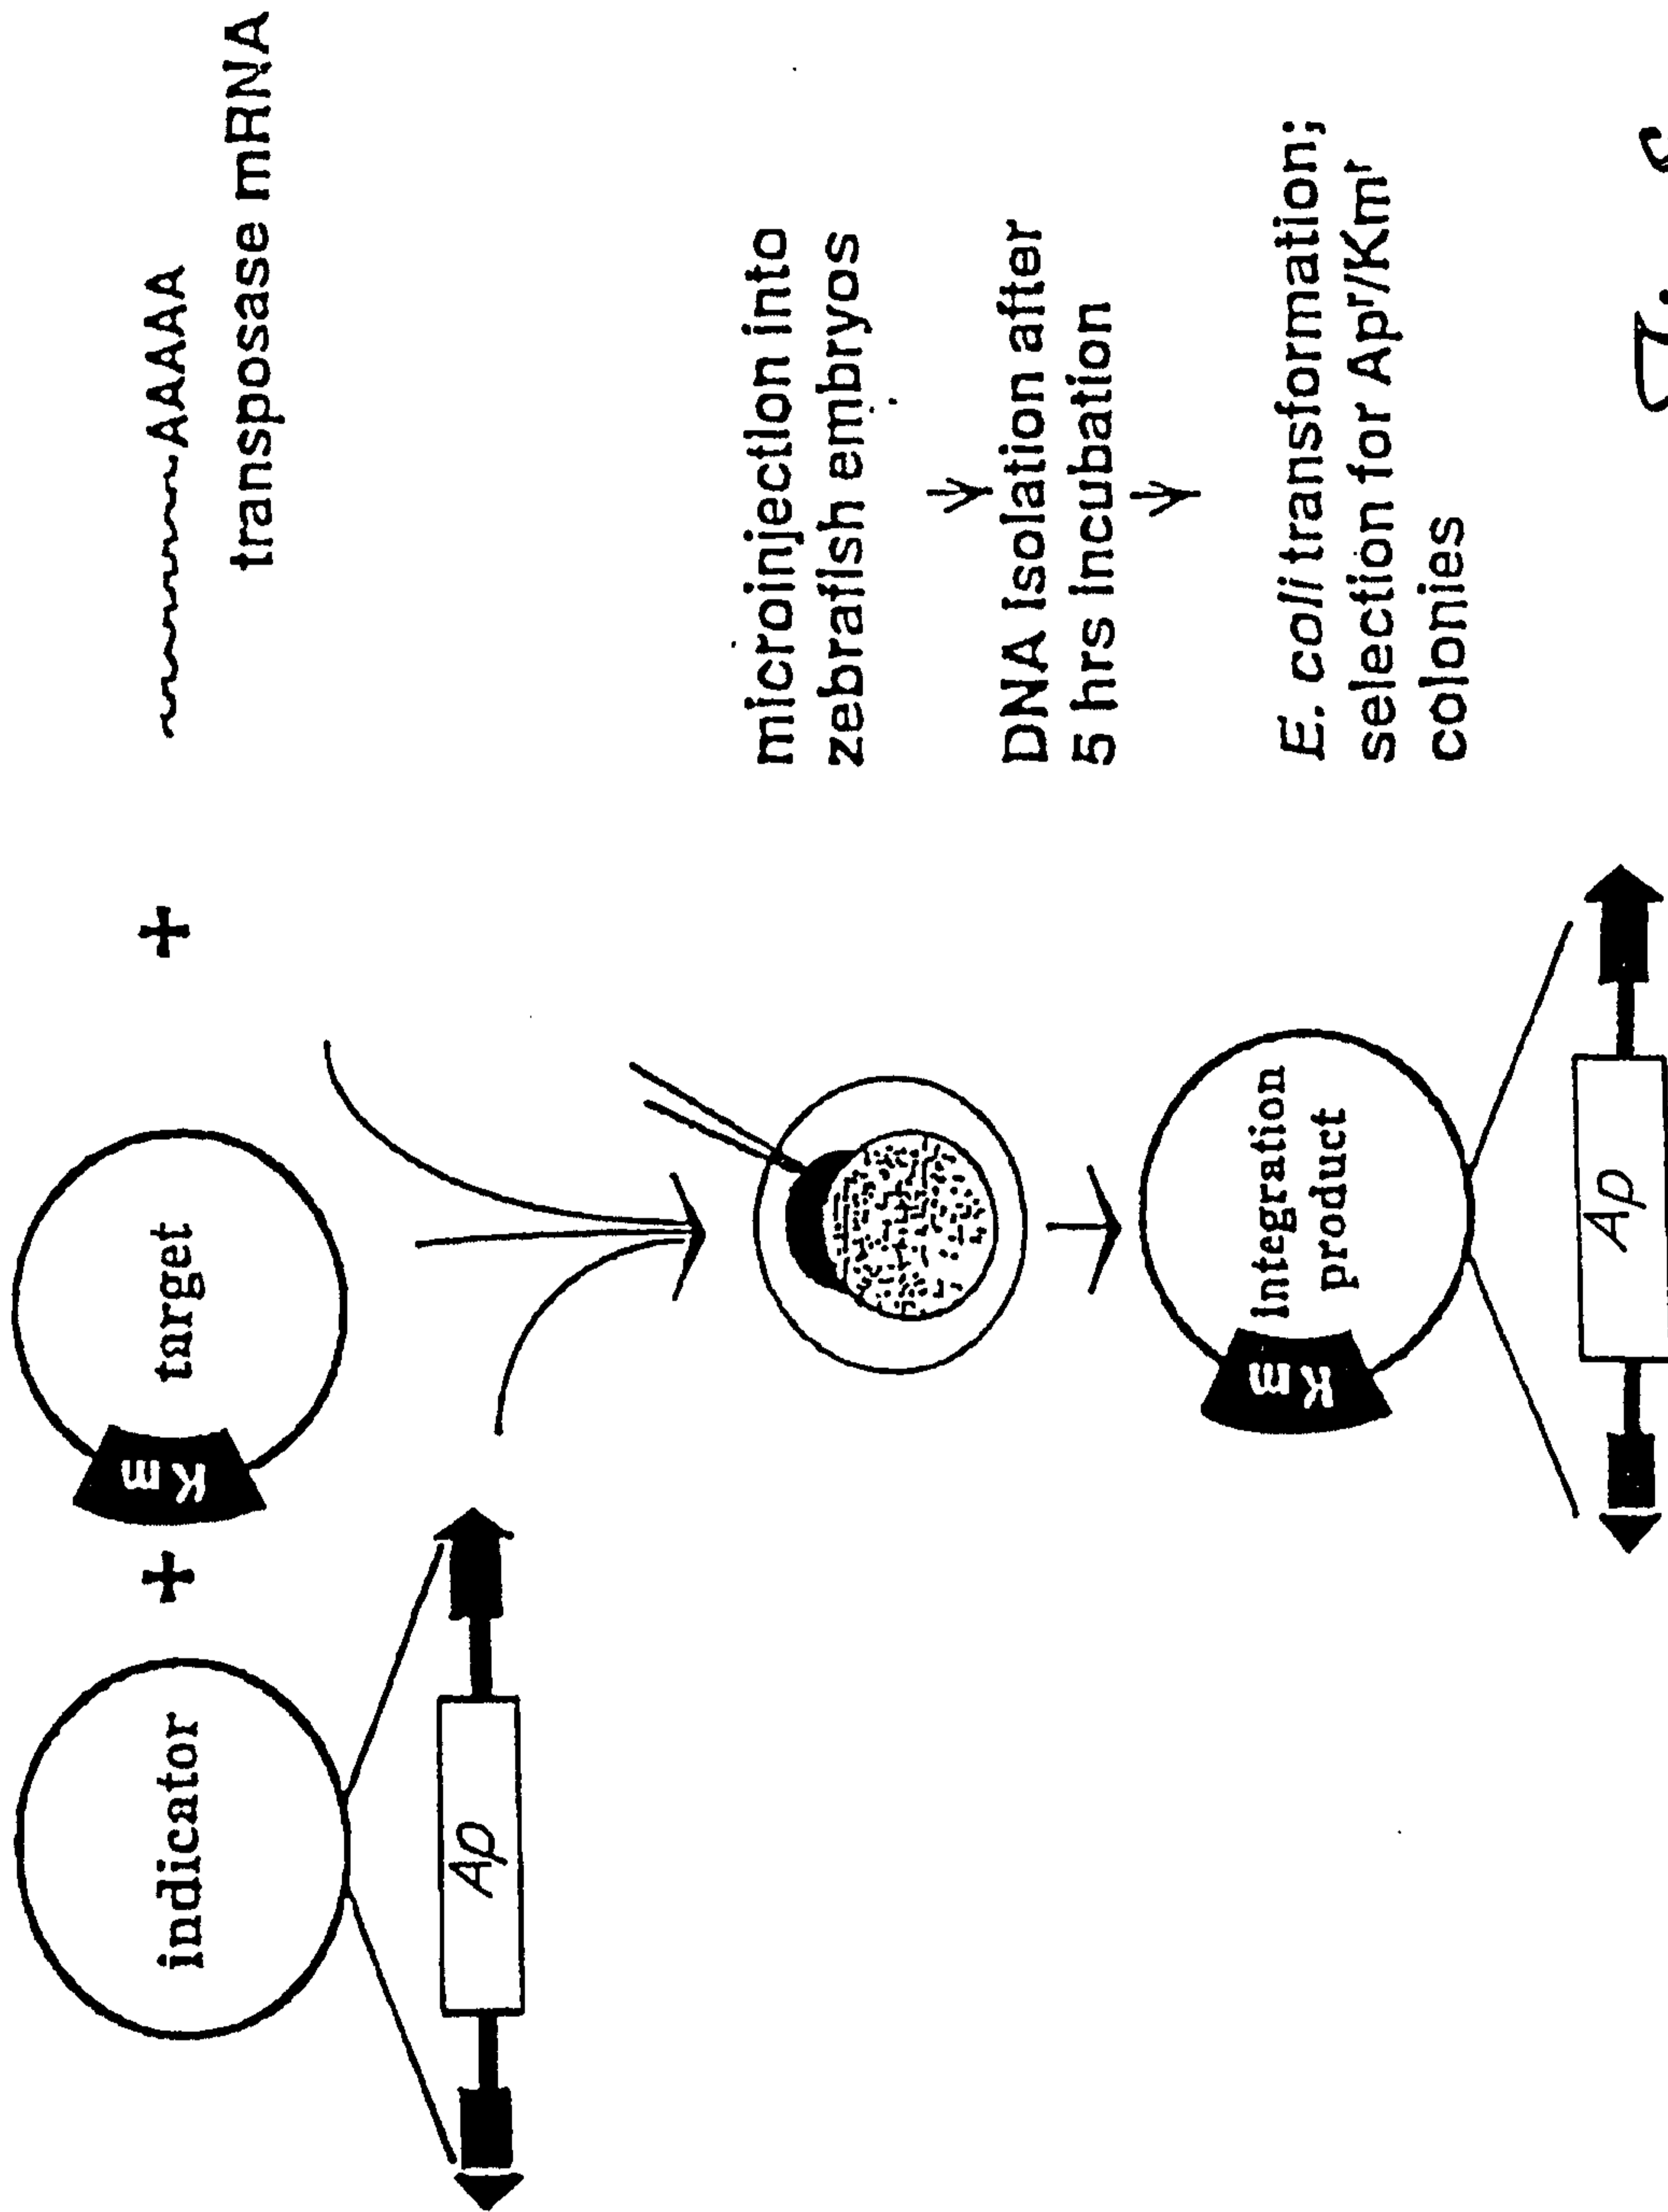 indicator
+
Km
target
+
AAAAA
transposase mRNA
Ap
microinjection into
zebrafish embryos
DNA isolation after
5 hrs incubation
Km
Integration
product
E. coli transformation;
selection for Apʳ/Kmʳ
colonies
Ap